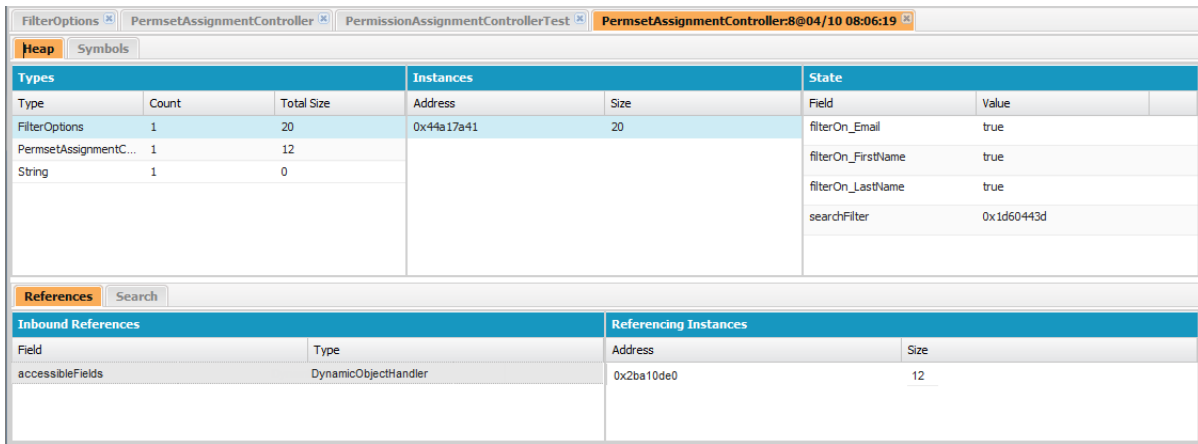 FilterOptions PermsetAssignmentController PermissionAssignmentControllerTest PermsetAssignmentController:8@04/10 08:06:19
Heap Symbols
Types Instances State
Type Count Total Size Address Size Field Value
FilterOptions 1 20 0x44a17a41 20 filterOn_Email true
PermsetAssignmentC... 1 12 filterOn_FirstName true
String 1 0 filterOn_LastName true
searchFilter 0x1d60443d
References Search
Inbound References Referencing Instances
Field Type Address Size
accessibleFields DynamicObjectHandler 0x2ba10de0 12